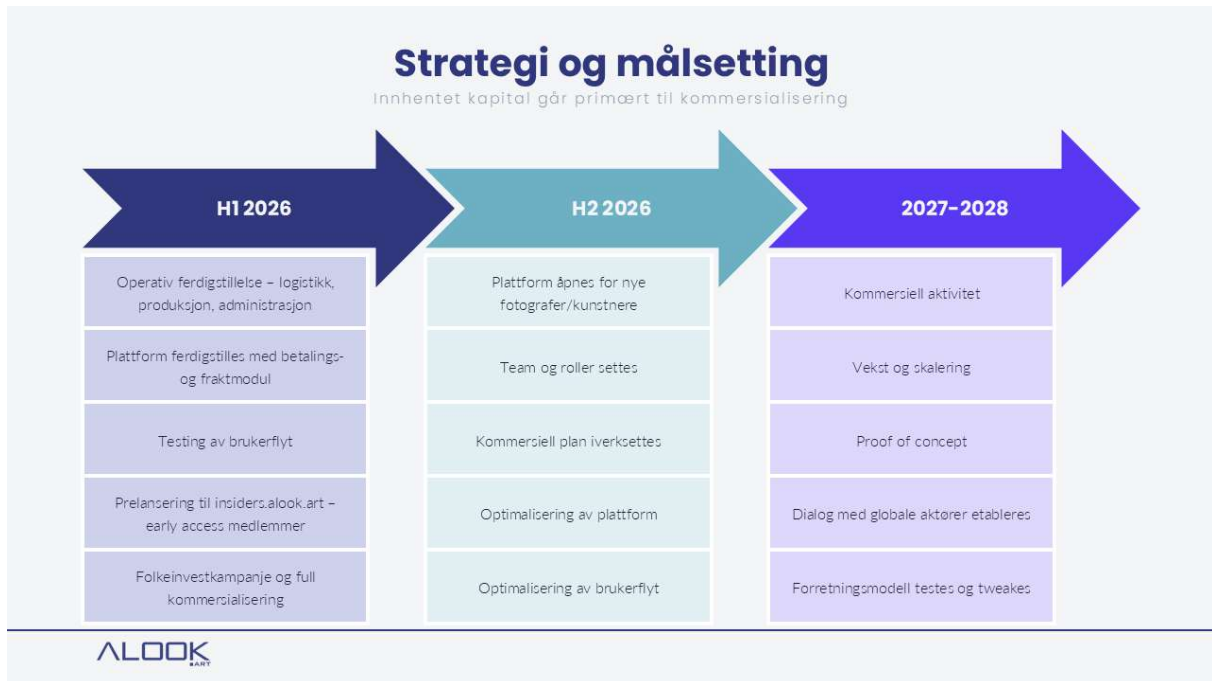 Strategi og målsetting
Innhentet kapital går primært til kommersialisering
H1 2026
Operativ ferdigstillelse – logistikk,
produksjon, administrasjon
Plattform ferdigstilles med betalings-
og fraktmodul
Testing av brukerflyt
Prelansering til insiders.alook.art –
early access medlemmer
Folkeinvestkampanje og full
kommersialisering
H2 2026
Plattform åpnes for nye
fotografer/kunstnere
Team og roller settes
Kommersiell plan iverksettes
Optimalisering av plattform
Optimalisering av brukerflyt
2027-2028
Kommersiell aktivitet
Vekst og skalering
Proof of concept
Dialog med globale aktører etableres
Forretningsmodell testes og tweakes
ALOOK
.ART